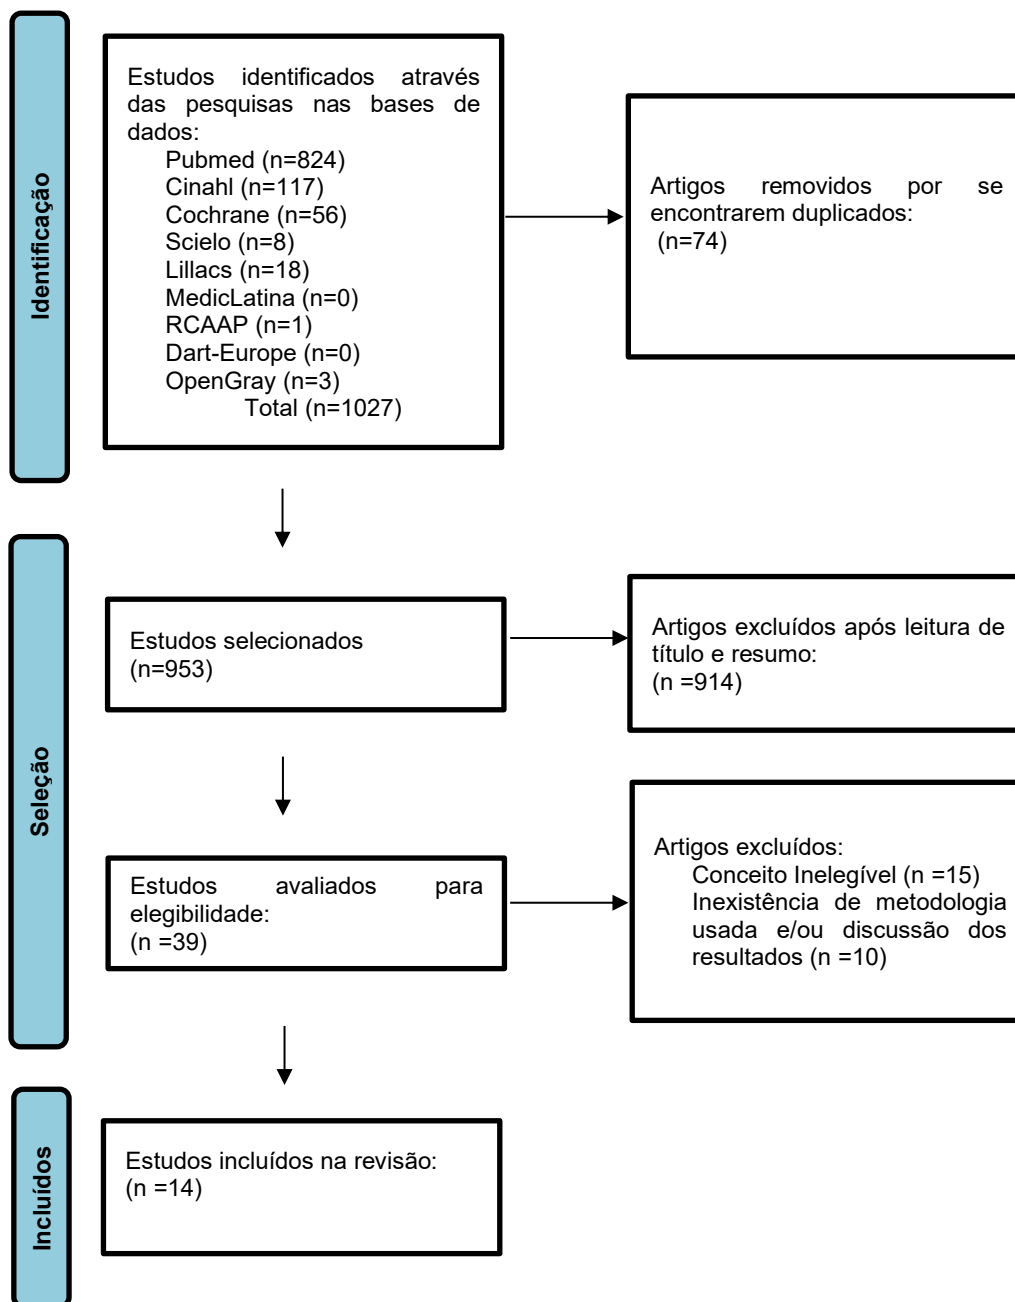 Identificação
Estudos identificados através
das pesquisas nas bases de
dados:
Pubmed (n=824)
Cinahl (n=117)
Cochrane (n=56)
Scielo (n=8)
Lillacs (n=18)
MedicLatina (n=0)
RCAAP (n=1)
Dart-Europe (n=0)
OpenGray (n=3)
Total (n=1027)
Artigos removidos por se
encontrarem duplicados:
(n=74)
Seleção
Estudos selecionados
(n=953)
Artigos excluídos após leitura de
título e resumo:
(n =914)
Estudos avaliados para
elegibilidade:
(n =39)
Artigos excluídos:
Conceito Inelegível (n =15)
Inexistência de metodologia
usada e/ou discussão dos
resultados (n =10)
Incluídos
Estudos incluídos na revisão:
(n =14)